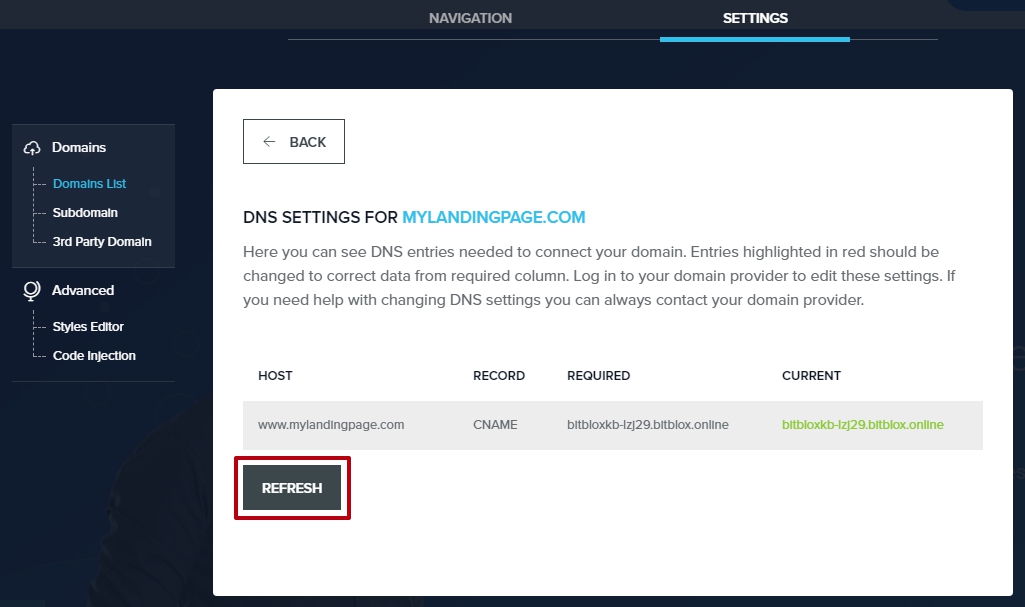 NAVIGATION
SETTINGS
Domains
Domains List
Subdomain
3rd Party Domain
Advanced
Styles Editor
Code Injection
BACK
DNS SETTINGS FOR MYLANDINGPAGE.COM
Here you can see DNS entries needed to connect your domain. Entries highlighted in red should be
changed to correct data from required column. Log in to your domain provider to edit these settings. If
you need help with changing DNS settings you can always contact your domain provider.
HOST RECORD REQUIRED CURRENT
www.mylandingpage.com CNAME bitbloxkb-lzj29.bitblox.online bitbloxkb-lzj29.bitblox.online
REFRESH